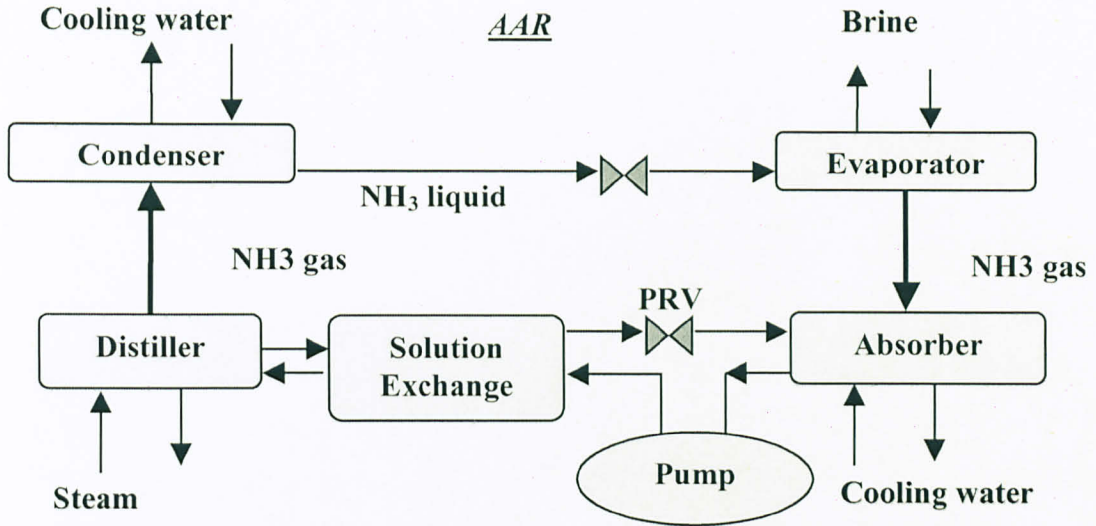 Cooling water
AAR
Brine
Condenser
Evaporator
NH₃ liquid
NH3 gas
NH3 gas
PRV
Distiller
Solution
Exchange
Absorber
Pump
Steam
Cooling water